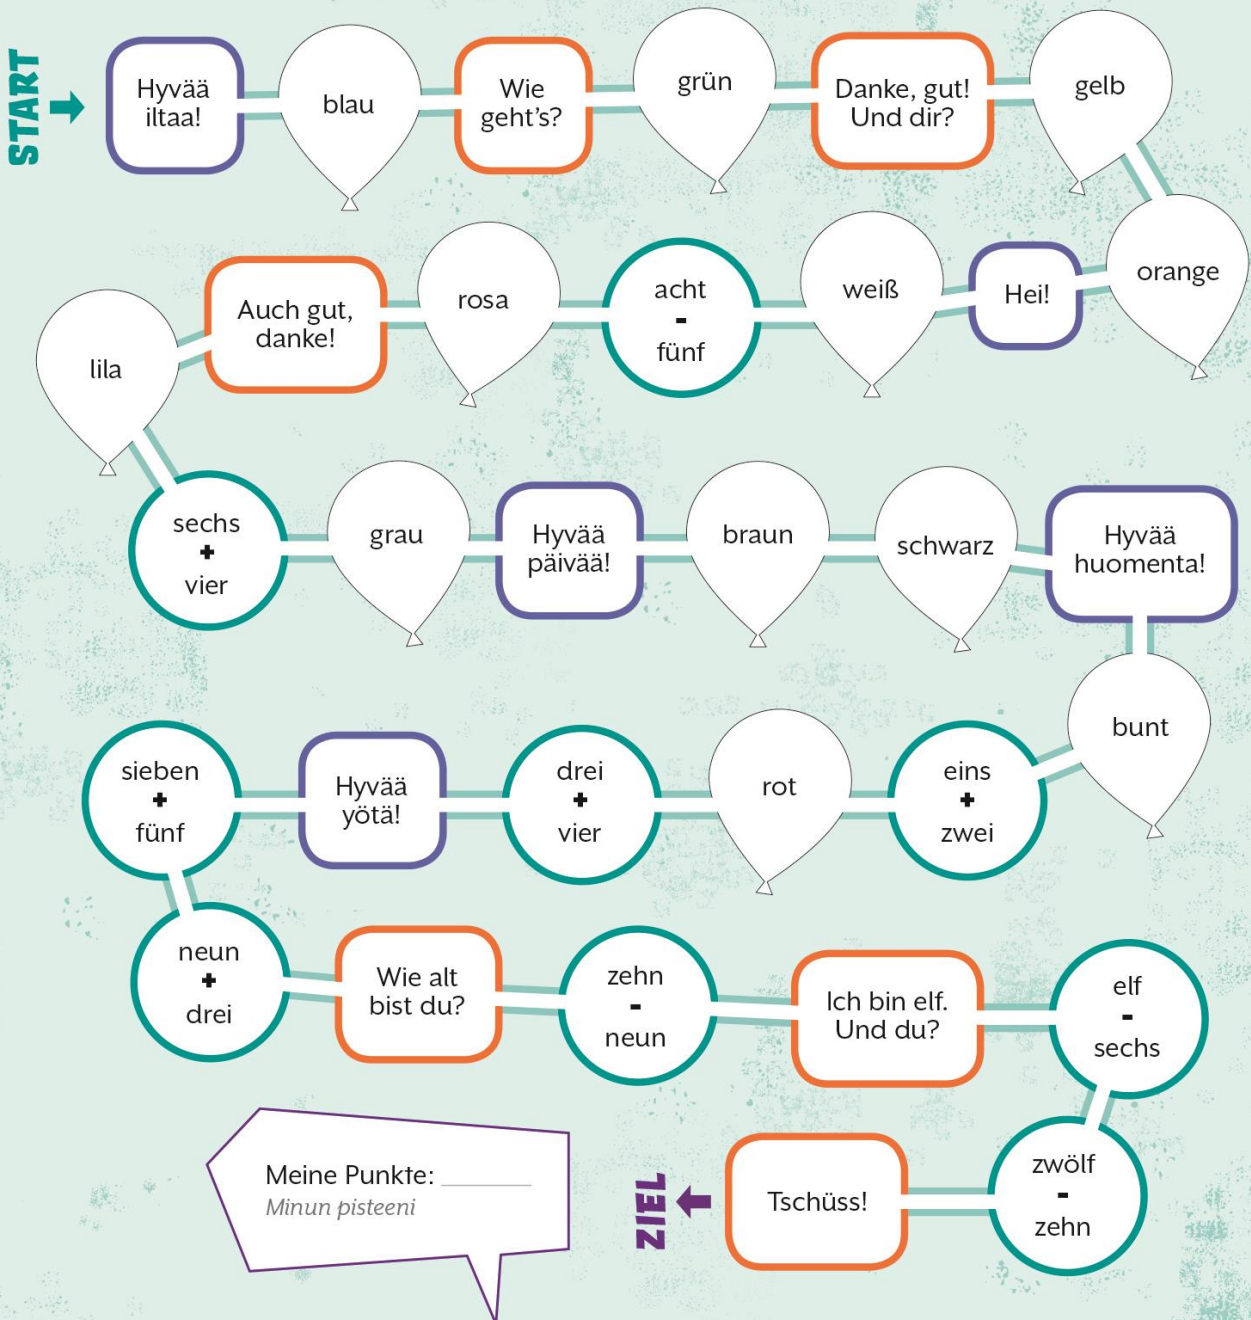 START
Hyvää
iltaa!
blau
Wie
geht's?
grün
Danke, gut!
Und dir?
gelb
orange
Hei!
weiß
acht
-
fünf
rosa
Auch gut,
danke!
lila
sechs
+
vier
grau
Hyvää
päivää!
braun
schwarz
Hyvää
huomenta!
bunt
eins
+
zwei
rot
drei
+
vier
Hyvää
yötä!
sieben
+
fünf
neun
+
drei
Wie alt
bist du?
zehn
-
neun
Ich bin elf.
Und du?
elf
-
sechs
zwölf
-
zehn
Tschüss!
ZIEL
Meine Punkte: ________
Minun pisteeni